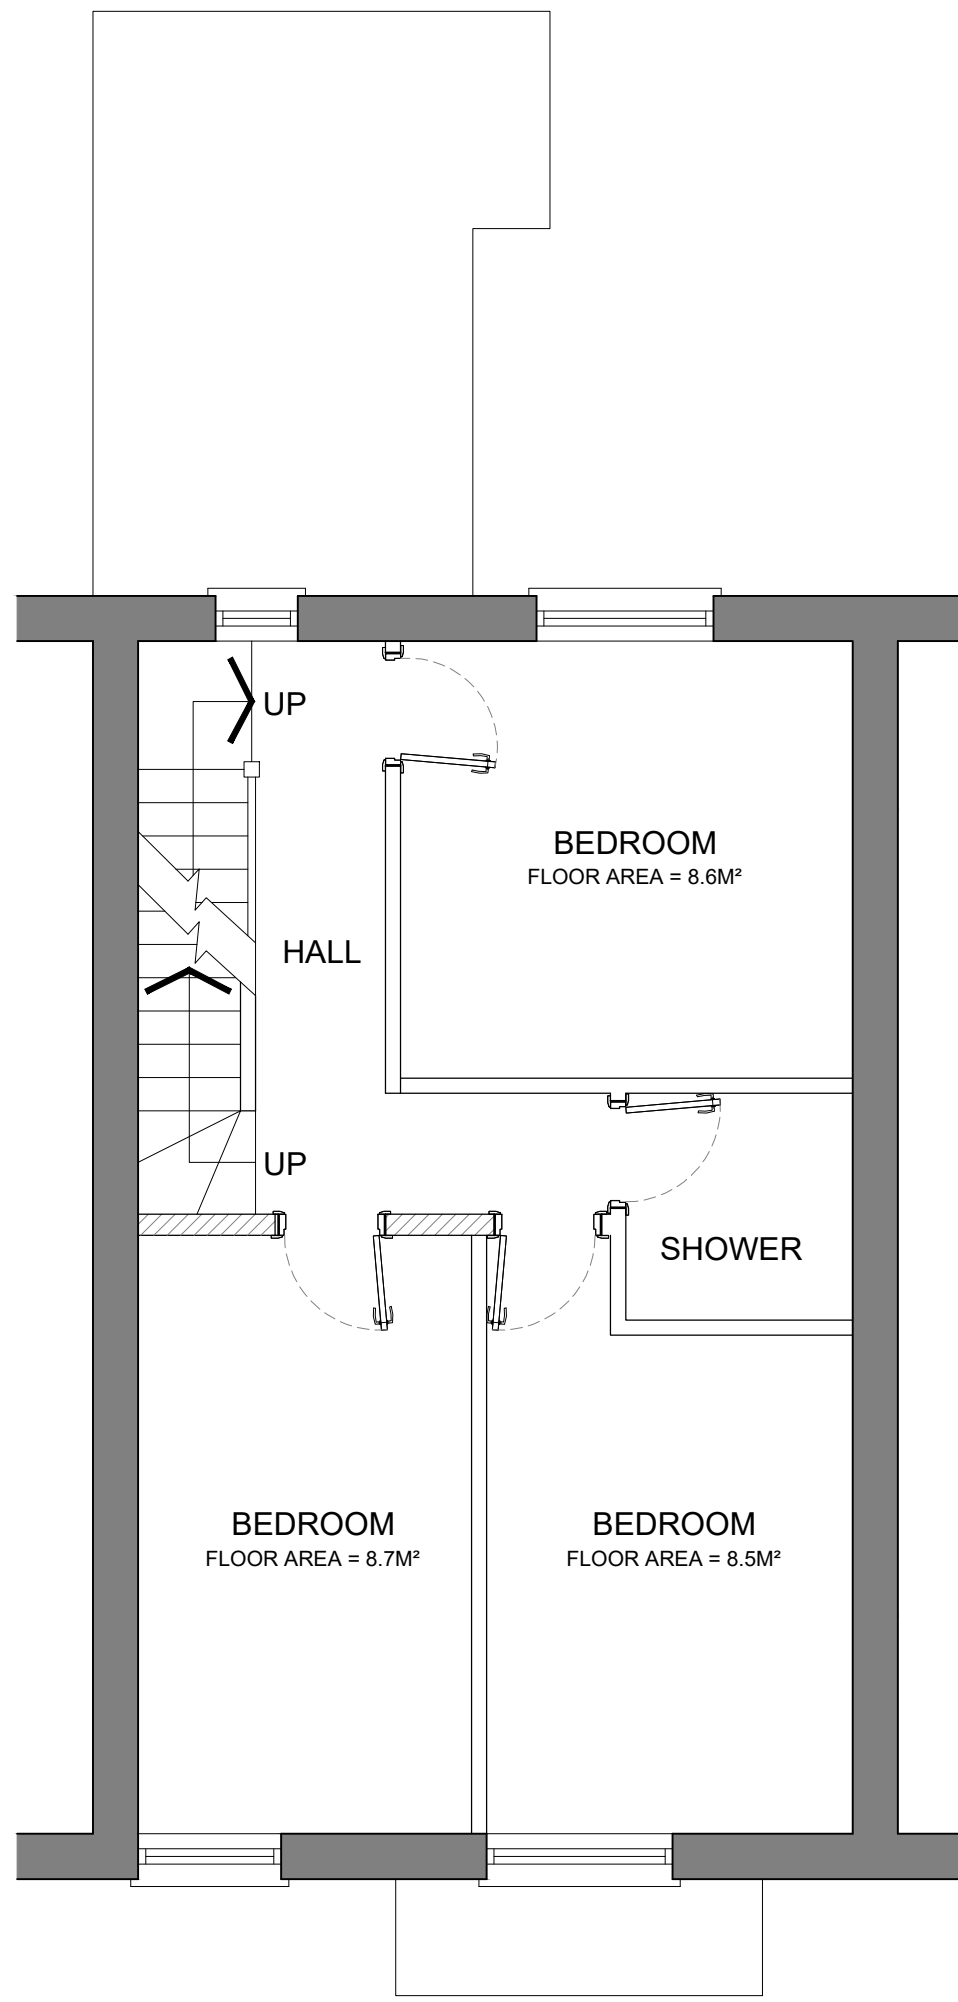 UP
BEDROOM
FLOOR AREA = 8.6M²
HALL
UP
SHOWER
BEDROOM
FLOOR AREA = 8.7M²
BEDROOM
FLOOR AREA = 8.5M²